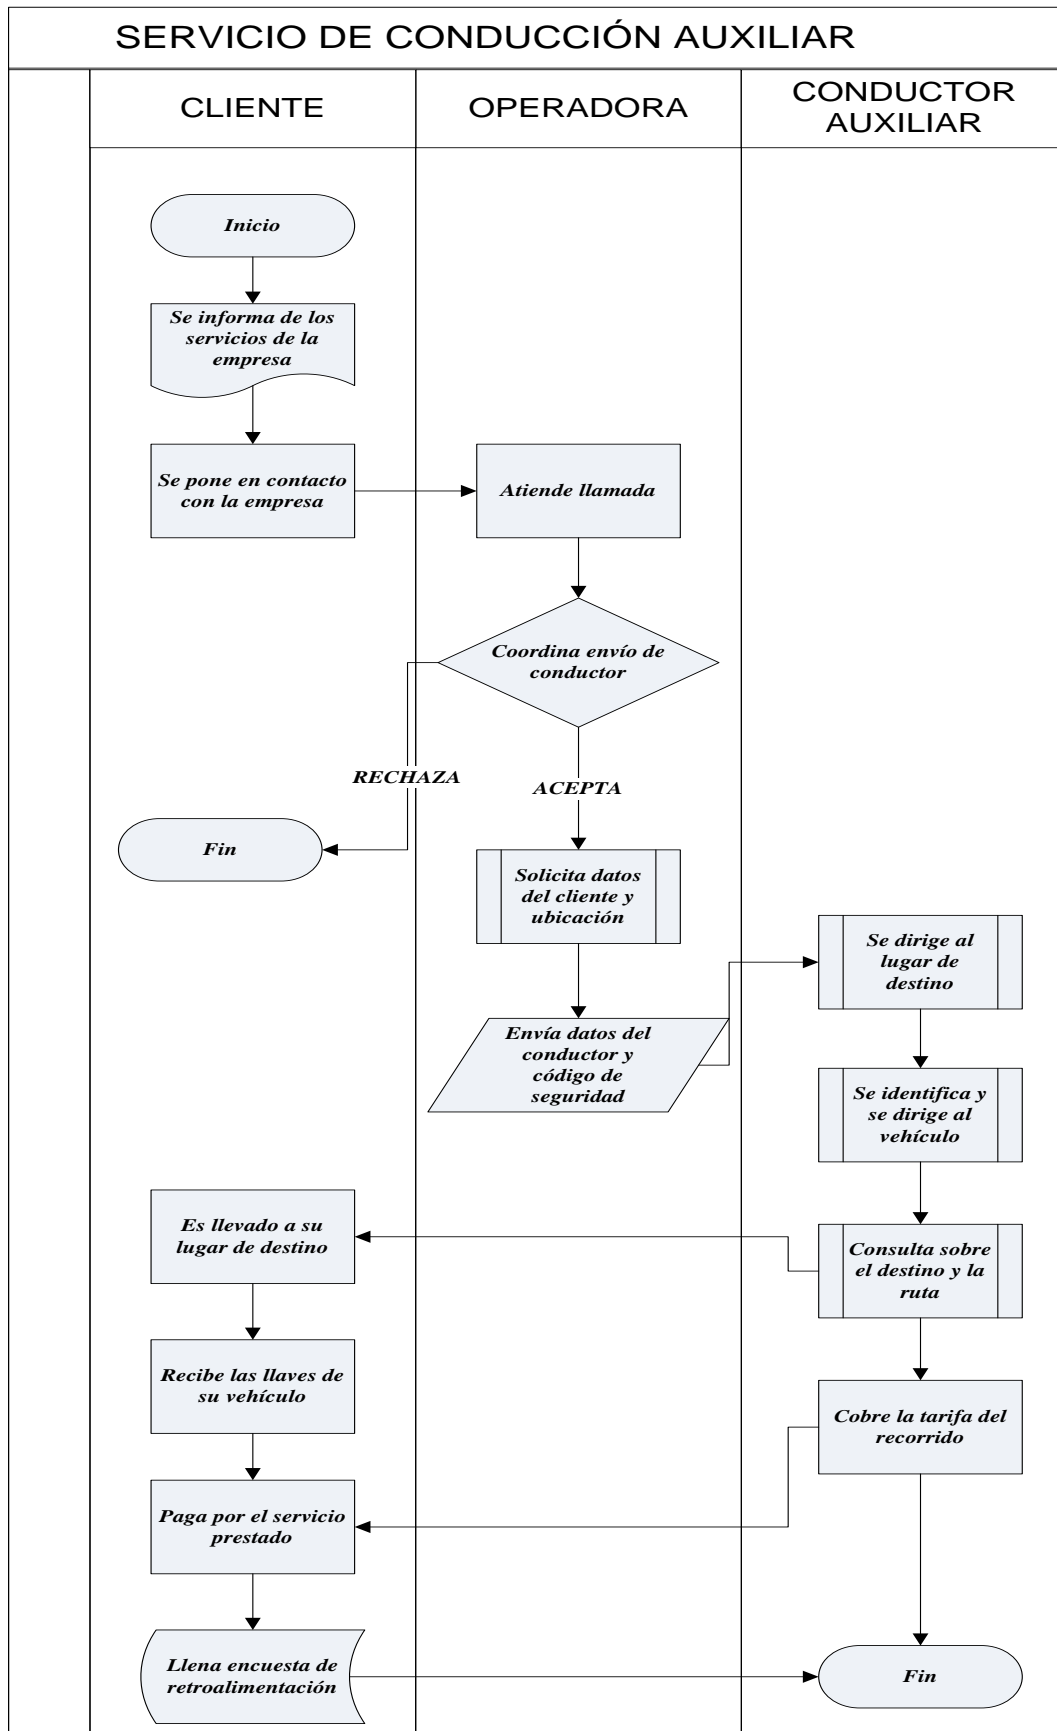 SERVICIO DE CONDUCCIÓN AUXILIAR
CLIENTE
OPERADORA
CONDUCTOR
AUXILIAR
Inicio
Se informa de los
servicios de la
empresa
Se pone en contacto
con la empresa
Atiende llamada
Coordina envío de
conductor
RECHAZA
ACEPTA
Fin
Solicita datos
del cliente y
ubicación
Se dirige al
lugar de
destino
Envía datos del
conductor y
código de
seguridad
Se identifica y
se dirige al
vehículo
Es llevado a su
lugar de destino
Consulta sobre
el destino y la
ruta
Recibe las llaves de
su vehículo
Cobre la tarifa del
recorrido
Paga por el servicio
prestado
Llena encuesta de
retroalimentación
Fin